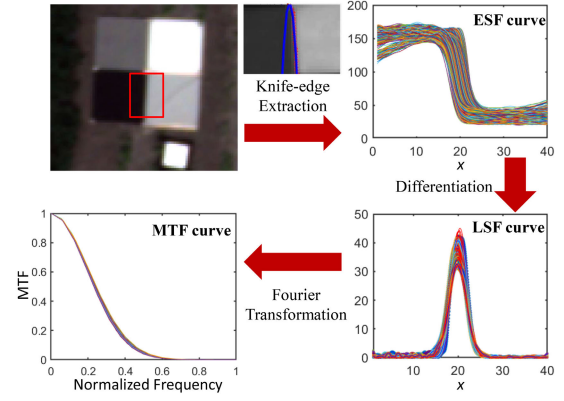 200
150
100
50
0
ESF curve
0
10
20
30
40
x
Knife-edge
Extraction
Differentiation
1
0.8
0.6
0.4
0.2
0
MTF
MTF curve
0
0.2
0.4
0.6
0.8
1
Normalized Frequency
Fourier
Transformation
50
40
30
20
10
0
LSF curve
0
10
20
30
40
x